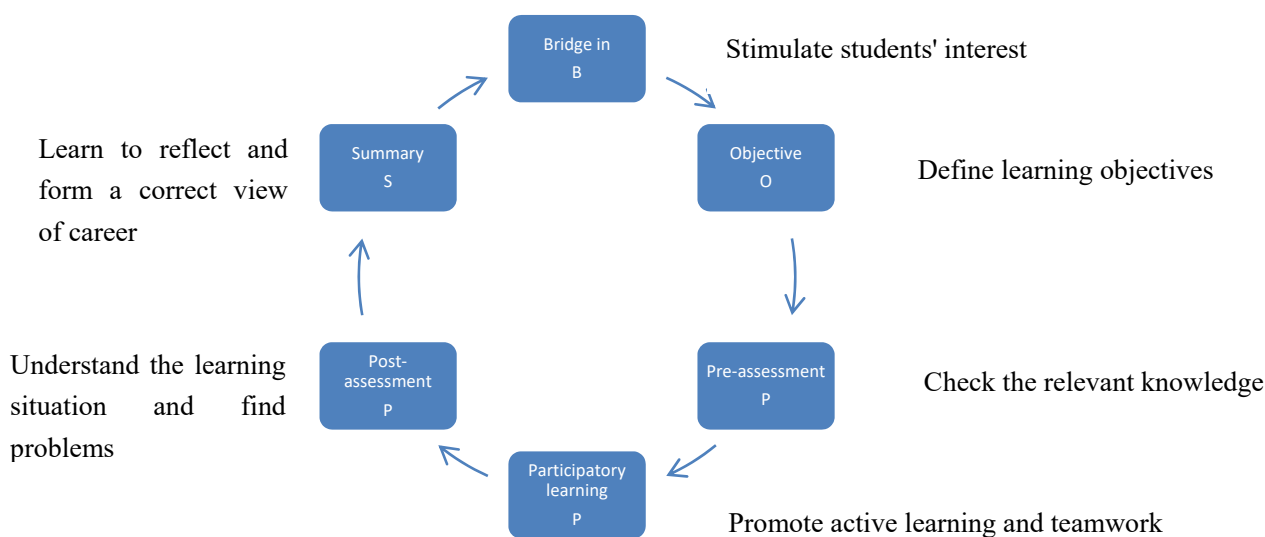 Bridge in
B
Stimulate students' interest
Objective
O
Define learning objectives
Pre-assessment
P
Check the relevant knowledge
Participatory
learning
P
Promote active learning and teamwork
Post-
assessment
P
Understand the learning
situation and find
problems
Summary
S
Learn to reflect and
form a correct view
of career